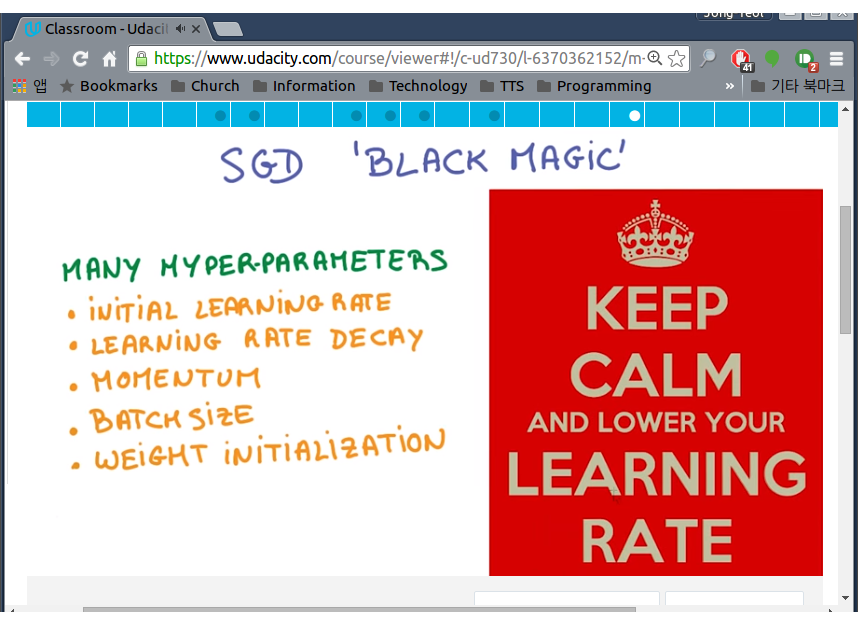 Jong Yeol
Classroom - Udacit
https://www.udacity.com/course/viewer#!/c-ud730/l-6370362152/m-
41
2
앱 Bookmarks Church Information Technology TTS Programming » 기타 북마크
SGD 'BLACK MAGIC'
MANY HYPER-PARAMETERS
• INITIAL LEARNING RATE
• LEARNING RATE DECAY
• MOMENTUM
• BATCH SIZE
• WEIGHT INITIALIZATION
KEEP
CALM
AND LOWER YOUR
LEARNING
RATE